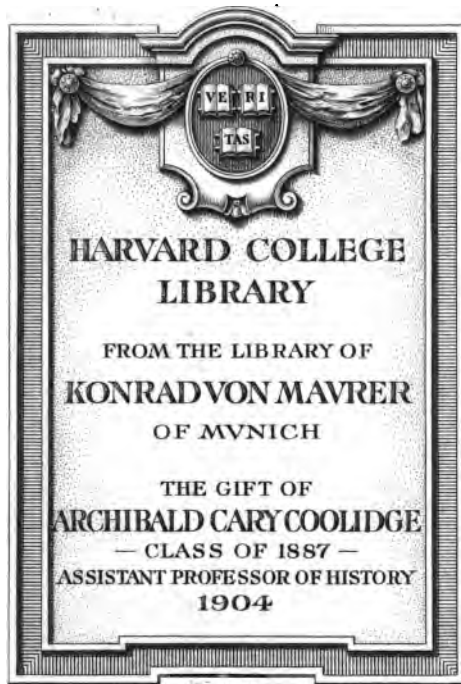 VE RI
TAS
HARVARD COLLEGE
LIBRARY
FROM THE LIBRARY OF
KONRAD VON MAVRER
OF MVNICH
THE GIFT OF
ARCHIBALD CARY COOLIDGE
— CLASS OF 1887 —
ASSISTANT PROFESSOR OF HISTORY
1904